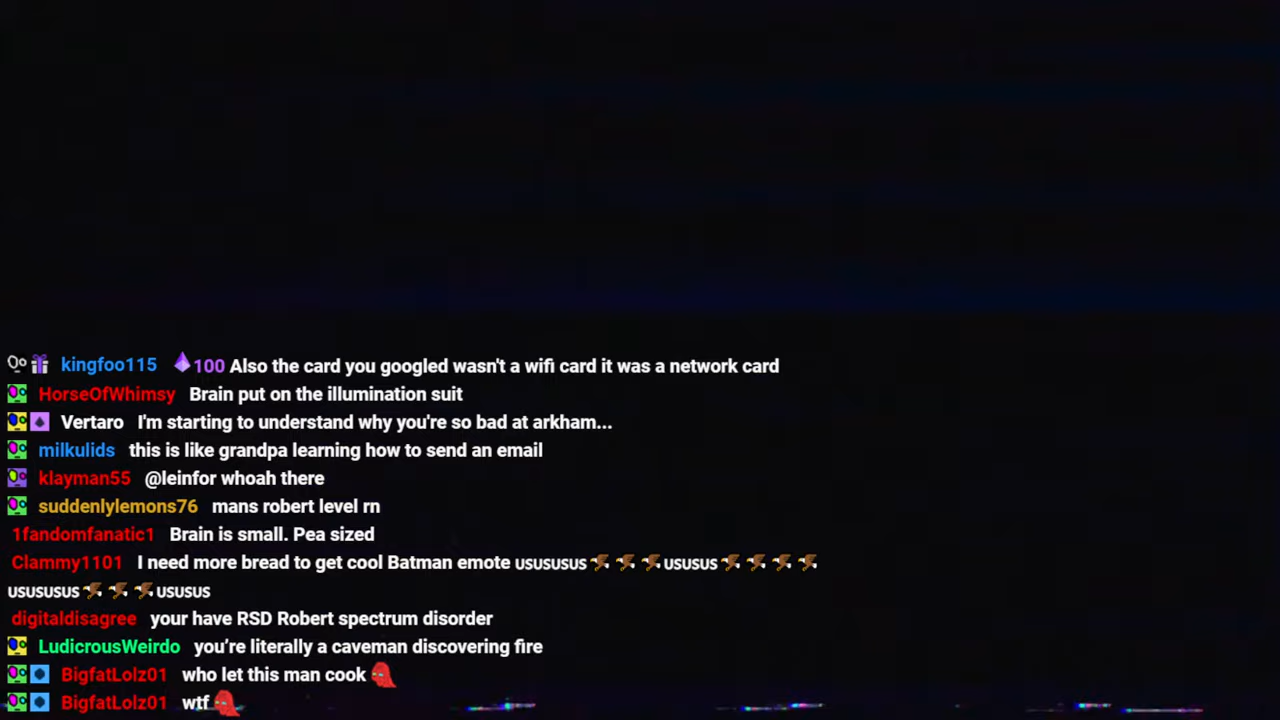 kingfoo115 100 Also the card you googled wasn't a wifi card it was a network card
HorseOfWhimsy Brain put on the illumination suit
Vertaro I'm starting to understand why you're so bad at arkham...
milkulids this is like grandpa learning how to send an email
klayman55 @leinfor whoah there
suddenlylemons76 mans robert level rn
1fandomfanatic1 Brain is small. Pea sized
Clammy1101 I need more bread to get cool Batman emote usususus ususus
usususus ususus
digitaldisagree your have RSD Robert spectrum disorder
LudicrousWeirdo you’re literally a caveman discovering fire
BigfatLolz01 who let this man cook
BigfatLolz01 wtf